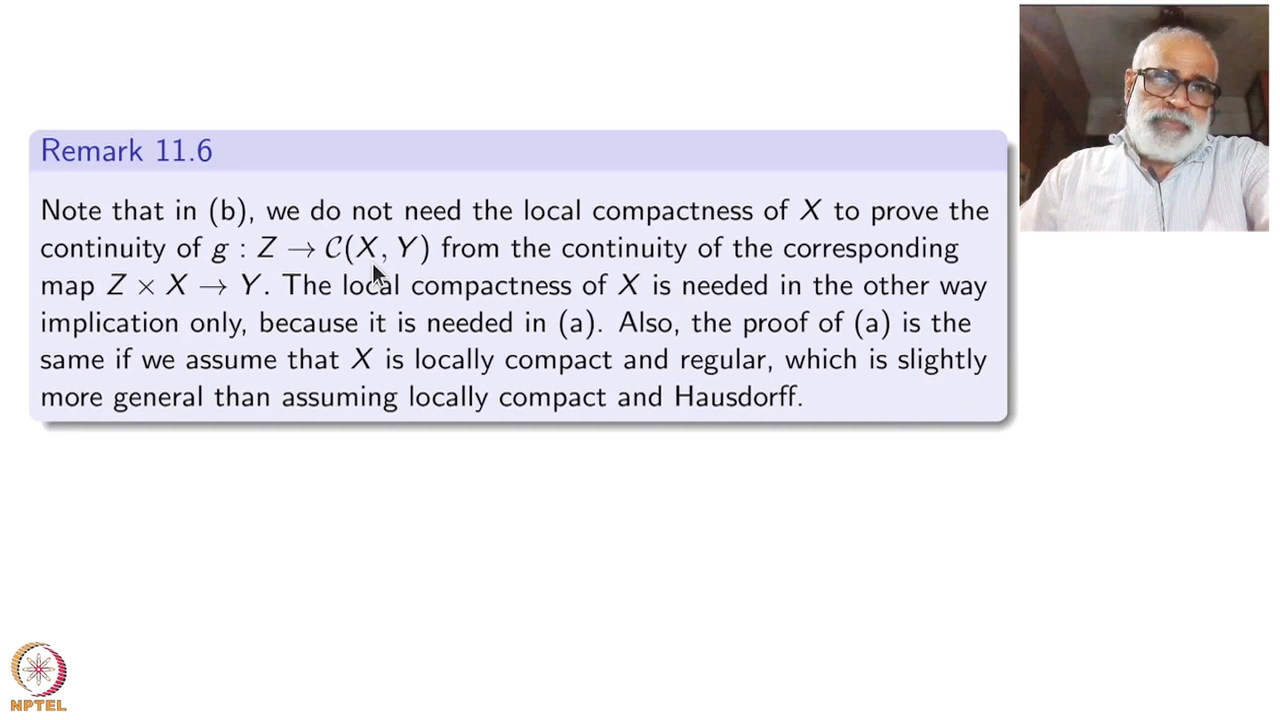 Remark 11.6
Note that in (b), we do not need the local compactness of X to prove the
continuity of g : Z → 𝒞(X, Y) from the continuity of the corresponding
map Z × X → Y. The local compactness of X is needed in the other way
implication only, because it is needed in (a). Also, the proof of (a) is the
same if we assume that X is locally compact and regular, which is slightly
more general than assuming locally compact and Hausdorff.
NPTEL